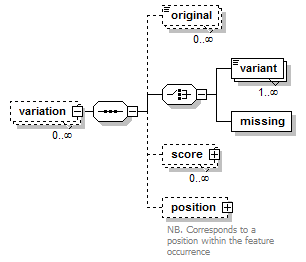 original
0..∞
variant
1..∞
variation
0..∞
missing
score
0..∞
position
NB. Corresponds to a
position within the feature
occurrence